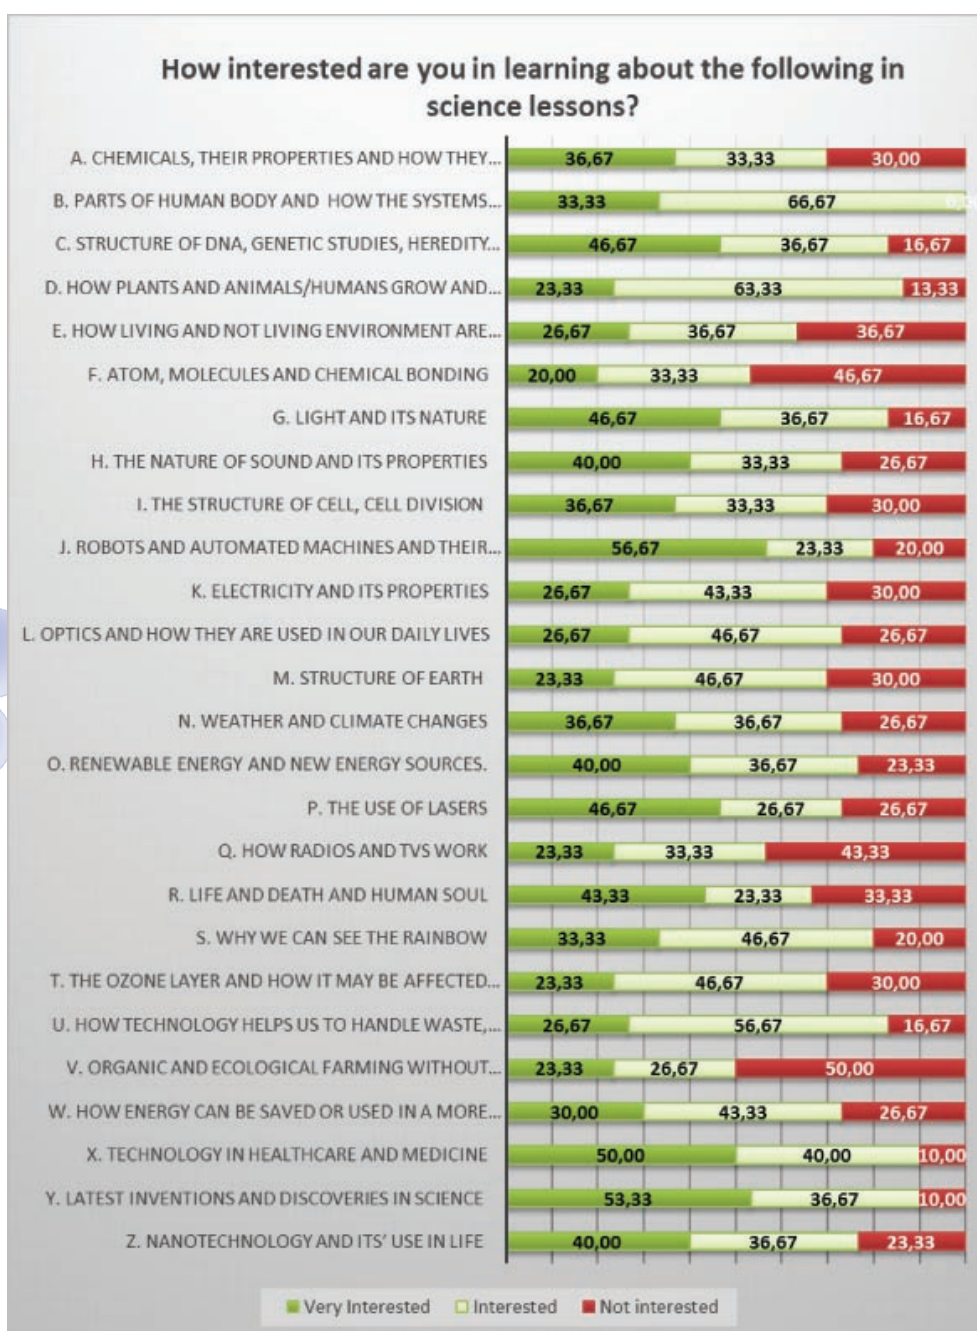 How interested are you in learning about the following in
science lessons?
A. CHEMICALS, THEIR PROPERTIES AND HOW THEY... 36,67 33,33 30,00
B. PARTS OF HUMAN BODY AND HOW THE SYSTEMS... 33,33 66,67
C. STRUCTURE OF DNA, GENETIC STUDIES, HEREDITY... 46,67 36,67 16,67
D. HOW PLANTS AND ANIMALS/HUMANS GROW AND... 23,33 63,33 13,33
E. HOW LIVING AND NOT LIVING ENVIRONMENT ARE... 26,67 36,67 36,67
F. ATOM, MOLECULES AND CHEMICAL BONDING 20,00 33,33 46,67
G. LIGHT AND ITS NATURE 46,67 36,67 16,67
H. THE NATURE OF SOUND AND ITS PROPERTIES 40,00 33,33 26,67
I. THE STRUCTURE OF CELL, CELL DIVISION 36,67 33,33 30,00
J. ROBOTS AND AUTOMATED MACHINES AND THEIR... 56,67 23,33 20,00
K. ELECTRICITY AND ITS PROPERTIES 26,67 43,33 30,00
L. OPTICS AND HOW THEY ARE USED IN OUR DAILY LIVES 26,67 46,67 26,67
M. STRUCTURE OF EARTH 23,33 46,67 30,00
N. WEATHER AND CLIMATE CHANGES 36,67 36,67 26,67
O. RENEWABLE ENERGY AND NEW ENERGY SOURCES. 40,00 36,67 23,33
P. THE USE OF LASERS 46,67 26,67 26,67
Q. HOW RADIOS AND TVS WORK 23,33 33,33 43,33
R. LIFE AND DEATH AND HUMAN SOUL 43,33 23,33 33,33
S. WHY WE CAN SEE THE RAINBOW 33,33 46,67 20,00
T. THE OZONE LAYER AND HOW IT MAY BE AFFECTED... 23,33 46,67 30,00
U. HOW TECHNOLOGY HELPS US TO HANDLE WASTE,... 26,67 56,67 16,67
V. ORGANIC AND ECOLOGICAL FARMING WITHOUT... 23,33 26,67 50,00
W. HOW ENERGY CAN BE SAVED OR USED IN A MORE... 30,00 43,33 26,67
X. TECHNOLOGY IN HEALTHCARE AND MEDICINE 50,00 40,00 10,00
Y. LATEST INVENTIONS AND DISCOVERIES IN SCIENCE 53,33 36,67 10,00
Z. NANOTECHNOLOGY AND ITS' USE IN LIFE 40,00 36,67 23,33
Very Interested Interested Not interested